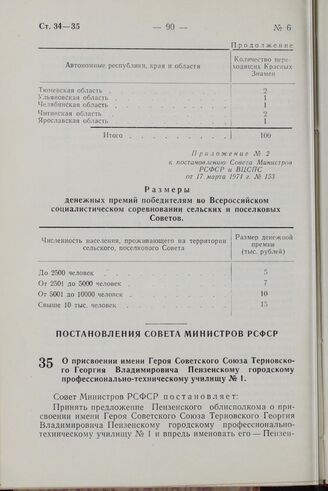 Ст. 34—35 — 90 — № 6
Продолжение
Автономные республики, края и области
Количество пере-
ходящих Красных
Знамен
Тюменская область . . . 2
Ульяновская область . . . 1
Челябинская область . . . 1
Читинская область . . . 2
Ярославская область . . . 1
Итого . . . 100
Приложение № 2
к постановлению Совета Министров
РСФСР и ВЦСПС
от 17 марта 1971 г. № 153
Размеры
денежных премий победителям во Всероссийском
социалистическом соревновании сельских и поселковых
Советов.
Численность населения, проживающего на территории
сельского, поселкового Совета
Размер денежной
премии
(тыс. рублей)
До 2500 человек . . . 5
От 2501 до 5000 человек . . . 7
От 5001 до 10000 человек . . . 10
Свыше 10 тыс. человек . . . 15
ПОСТАНОВЛЕНИЯ СОВЕТА МИНИСТРОВ РСФСР
35 О присвоении имени Героя Советского Союза Терновско-
го Георгия Владимировича Пензенскому городскому
профессионально-техническому училищу № 1.
Совет Министров РСФСР постановляет:
Принять предложение Пензенского облисполкома о при-
своении имени Героя Советского Союза Терновского Георгия
Владимировича Пензенскому городскому профессионально-
техническому училищу № 1 и впредь именовать его — Пензен-